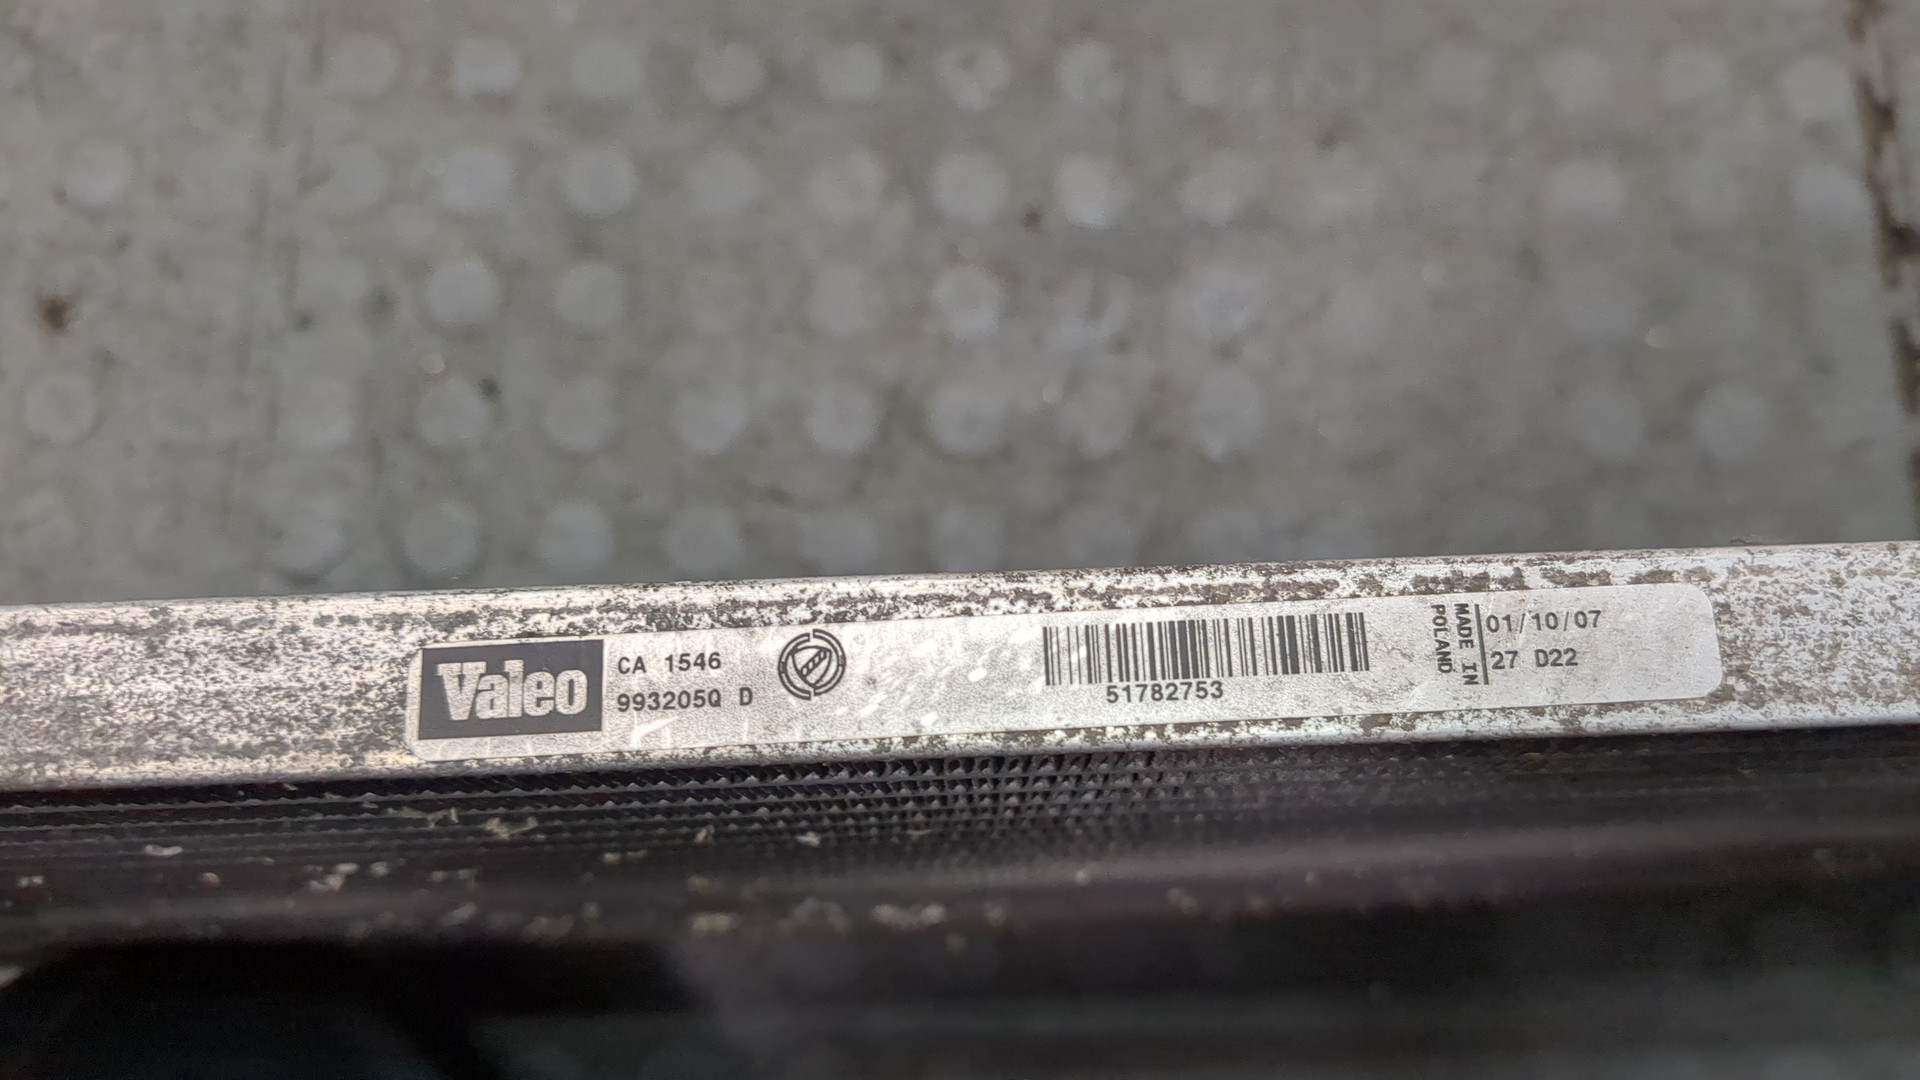 Valeo
CA 1546
993205Q D
51782753
MADE IN
POLAND
01/10/07
27 D22